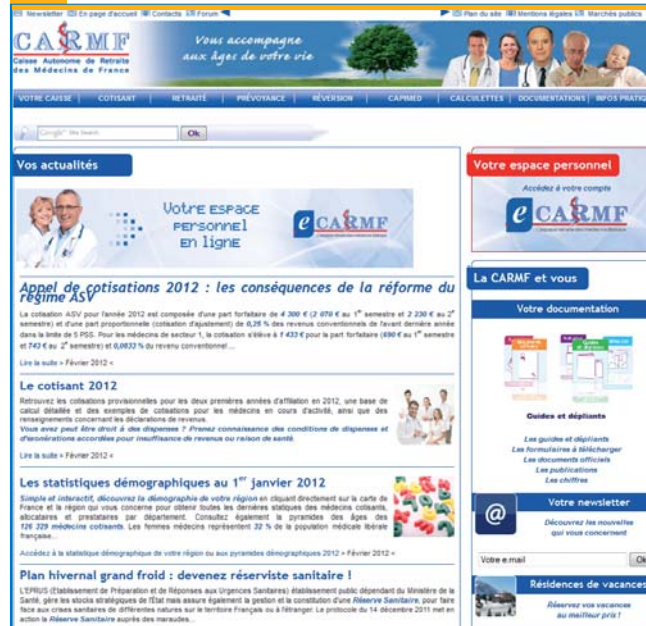 Newsletter En page d'accueil Contacts Forum
Plan du site Mentions légales Marchés publics
CARMF
Caisse Autonome de Retraite
des Médecins de France
Vous accompagne
aux âges de votre vie
VOTRE CAISSE | COTISANT | RETRAITÉ | PRÉVOYANCE | RÉVERSION | CAPIMED | CALCULETTES | DOCUMENTATIONS | INFOS PRATIQ
Google Ok
Vos actualités
Votre espace
personnel
en ligne
eCARMF
Appel de cotisations 2012 : les conséquences de la réforme du
régime ASV
La cotisation ASV pour l'année 2012 est composée d'une part forfaitaire de 4 300 € (2 070 € au 1er semestre et 2 230 € au 2e
semestre) et d'une part proportionnelle (cotisation d'ajustement) de 0,25 % des revenus conventionnels de l'avant dernière année
dans la limite de 5 PSS. Pour les médecins de secteur 1, la cotisation s'élève à 1 433 € pour la part forfaitaire (690 € au 1er semestre
et 743 € au 2e semestre) et 0,0833 % du revenu conventionnel ...
Lire la suite » Février 2012 «
Le cotisant 2012
Retrouvez les cotisations provisionnelles pour les deux premières années d'affiliation en 2012, une base de
calcul détaillée et des exemples de cotisations pour les médecins en cours d'activité, ainsi que des
renseignements concernant les déclarations de revenus.
Vous avez peut être droit à des dispenses ? Prenez connaissance des conditions de dispenses et
d'exonérations accordées pour insuffisance de revenus ou raison de santé.
Lire la suite » Février 2012 «
Les statistiques démographiques au 1er janvier 2012
Simple et interactif, découvrez la démographie de votre région en cliquant directement sur la carte de
France et la région qui vous concerne pour obtenir toutes les dernières statiques des médecins cotisants,
allocataires et prestataires par département. Consultez également la pyramides des âges des
126 329 médecins cotisants. Les femmes médecins représentent 32 % de la population médicale libérale
française...
Accédez à la statistique démographique de votre région ou aux pyramides démographiques 2012 » Février 2012 «
Plan hivernal grand froid : devenez réserviste sanitaire !
L'EPRUS (Etablissement de Préparation et de Réponses aux Urgences Sanitaires) établissement public dépendant du Ministère de la
Santé, gère les stocks stratégiques de l'État mais assure également la gestion et la constitution d'une Réserve Sanitaire, pour faire
face aux crises sanitaires de différentes natures sur le territoire Français ou à l'étranger. Le protocole du 14 décembre 2011 met en
action la Réserve Sanitaire auprès des maraudes...
Votre espace personnel
Accédez à votre compte
eCARMF
La CARMF et vous
Votre documentation
Guides et dépliants
Les guides et dépliants
Les formulaires à télécharger
Les documents officiels
Les publications
Les chiffres
@
Votre newsletter
Découvrez les nouvelles
qui vous concernent
Votre e.mail Ok
Résidences de vacances
Réservez vos vacances
au meilleur prix !